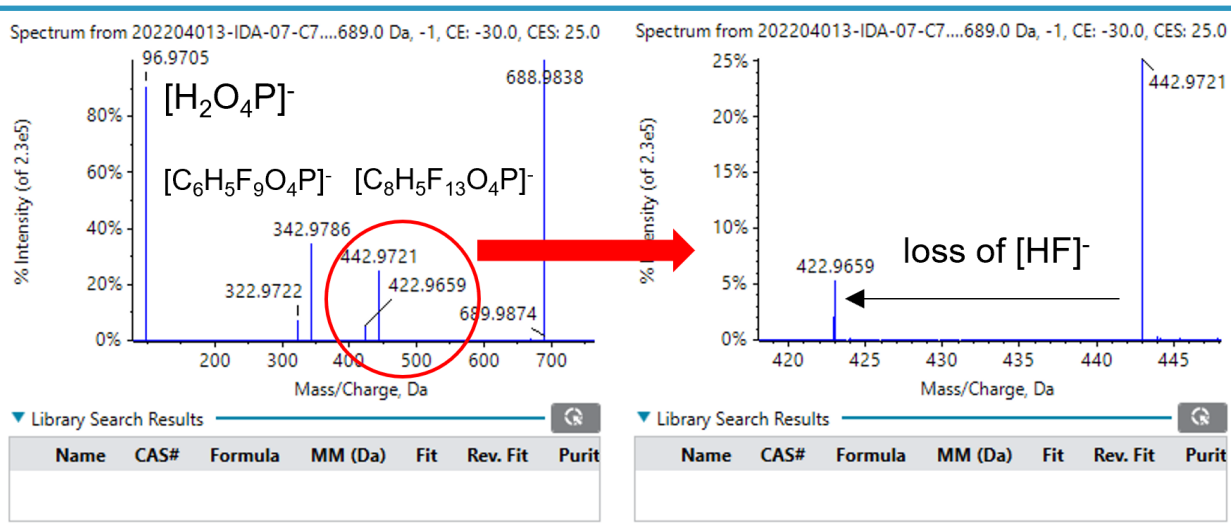 Spectrum from 202204013-IDA-07-C7....689.0 Da, -1, CE: -30.0, CES: 25.0
96.9705
[H₂O₄P]⁻
688.9838
80%
60%
[C₆H₅F₉O₄P]⁻ [C₈H₅F₁₃O₄P]⁻
% Intensity (of 2.3e5)
40%
342.9786
442.9721
20%
322.9722
422.9659
689.9874
0%
200 300 400 500 600 700
Mass/Charge, Da
Library Search Results
Name CAS# Formula MM (Da) Fit Rev. Fit Purit
Spectrum from 202204013-IDA-07-C7....689.0 Da, -1, CE: -30.0, CES: 25.0
25%
442.9721
20%
15%
% Intensity (of 2.3e5)
10%
422.9659
loss of [HF]⁻
5%
0%
420 425 430 435 440 445
Mass/Charge, Da
Library Search Results
Name CAS# Formula MM (Da) Fit Rev. Fit Purit